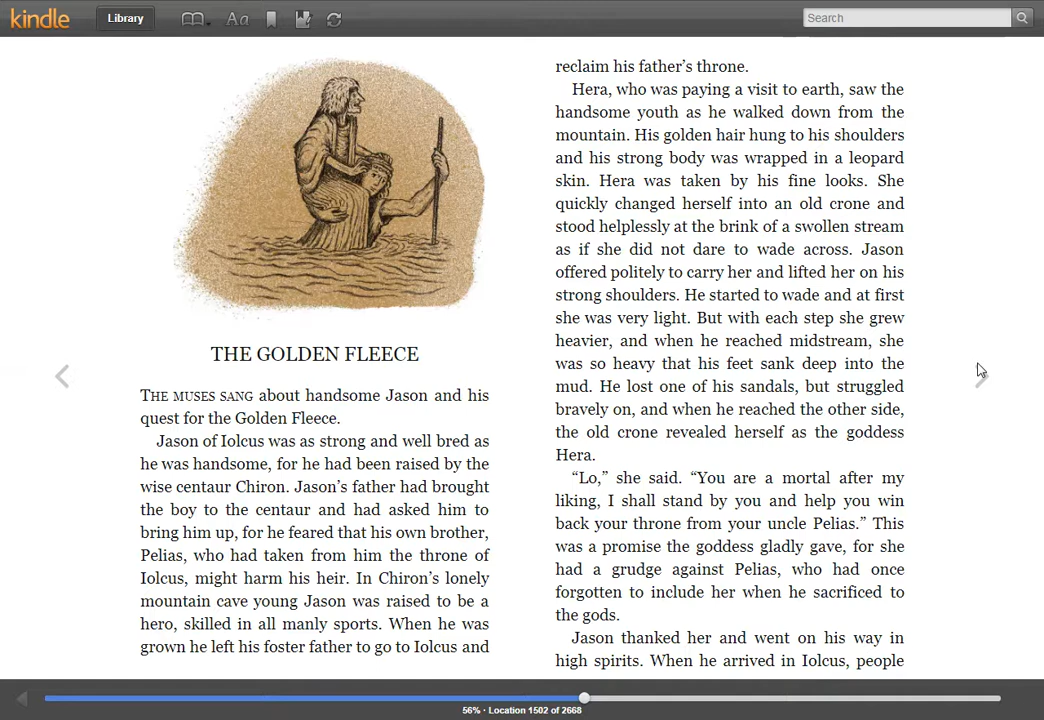 kindle
Library
Aa
Search
THE GOLDEN FLEECE
THE MUSES SANG about handsome Jason and his
quest for the Golden Fleece.
Jason of Iolcus was as strong and well bred as
he was handsome, for he had been raised by the
wise centaur Chiron. Jason’s father had brought
the boy to the centaur and had asked him to
bring him up, for he feared that his own brother,
Pelias, who had taken from him the throne of
Iolcus, might harm his heir. In Chiron’s lonely
mountain cave young Jason was raised to be a
hero, skilled in all manly sports. When he was
grown he left his foster father to go to Iolcus and
reclaim his father’s throne.
Hera, who was paying a visit to earth, saw the
handsome youth as he walked down from the
mountain. His golden hair hung to his shoulders
and his strong body was wrapped in a leopard
skin. Hera was taken by his fine looks. She
quickly changed herself into an old crone and
stood helplessly at the brink of a swollen stream
as if she did not dare to wade across. Jason
offered politely to carry her and lifted her on his
strong shoulders. He started to wade and at first
she was very light. But with each step she grew
heavier, and when he reached midstream, she
was so heavy that his feet sank deep into the
mud. He lost one of his sandals, but struggled
bravely on, and when he reached the other side,
the old crone revealed herself as the goddess
Hera.
“Lo,” she said. “You are a mortal after my
liking, I shall stand by you and help you win
back your throne from your uncle Pelias.” This
was a promise the goddess gladly gave, for she
had a grudge against Pelias, who had once
forgotten to include her when he sacrificed to
the gods.
Jason thanked her and went on his way in
high spirits. When he arrived in Iolcus, people
56% · Location 1502 of 2668